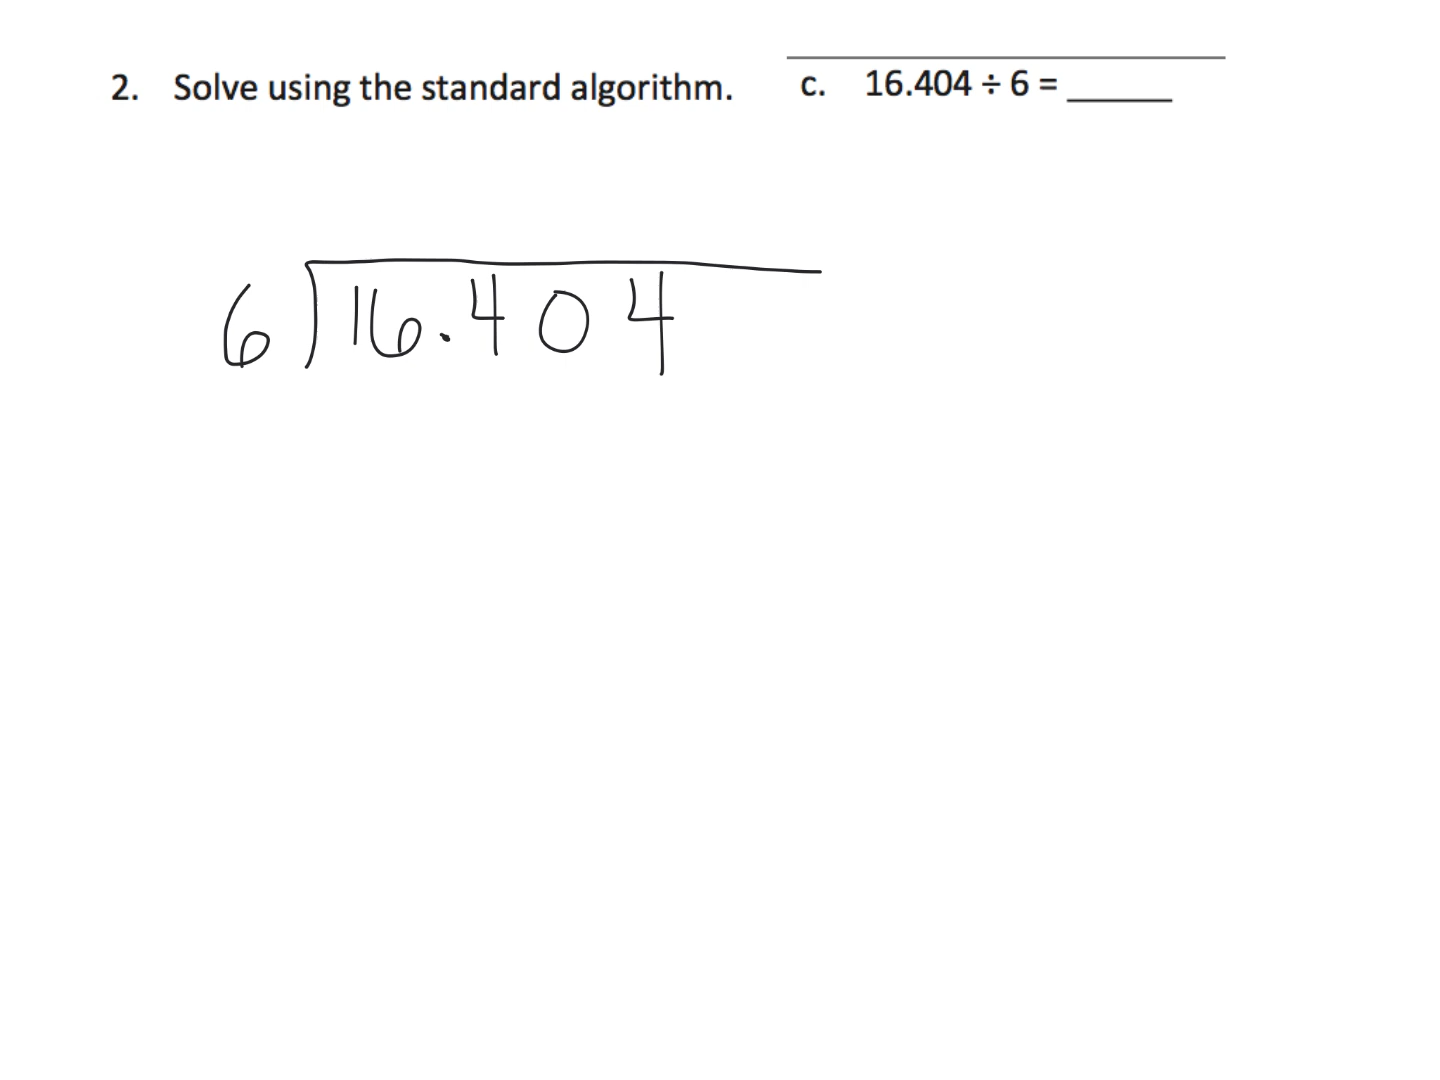 2. Solve using the standard algorithm.
c. 16.404 ÷ 6 = ______
6)16.404